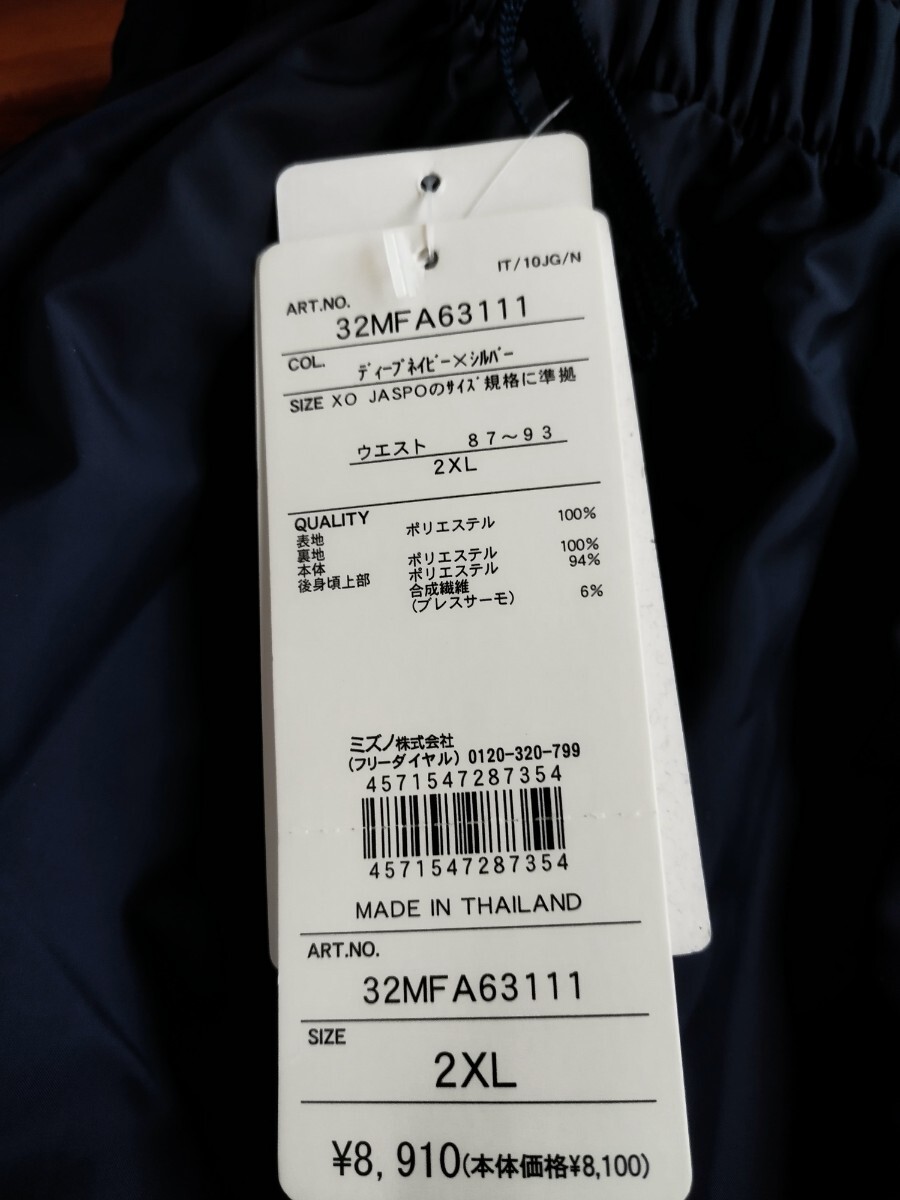 IT/10JG/N
ART.NO.
32MFA63111
COL. ﾃﾞｨｰﾌﾟﾈｲﾋﾞｰ×ｼﾙﾊﾞｰ
SIZE XO JASPOのｻｲｽﾞ規格に準拠
ウエスト 87〜93
2XL
QUALITY
表地 ポリエステル 100%
裏地
本体 ポリエステル 100%
後身頃上部 ポリエステル 94%
合成繊維 6%
(ブレスサーモ)
ミズノ株式会社
(フリーダイヤル) 0120-320-799
4571547287354
4571547287354
MADE IN THAILAND
ART.NO.
32MFA63111
SIZE
2XL
¥8,910(本体価格¥8,100)